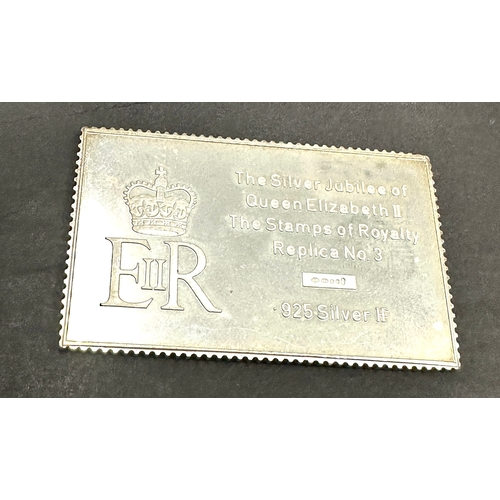 The Silver Jubilee of
Queen Elizabeth II
The Stamps of Royalty
Replica No. 3
EIIR
925 Silver